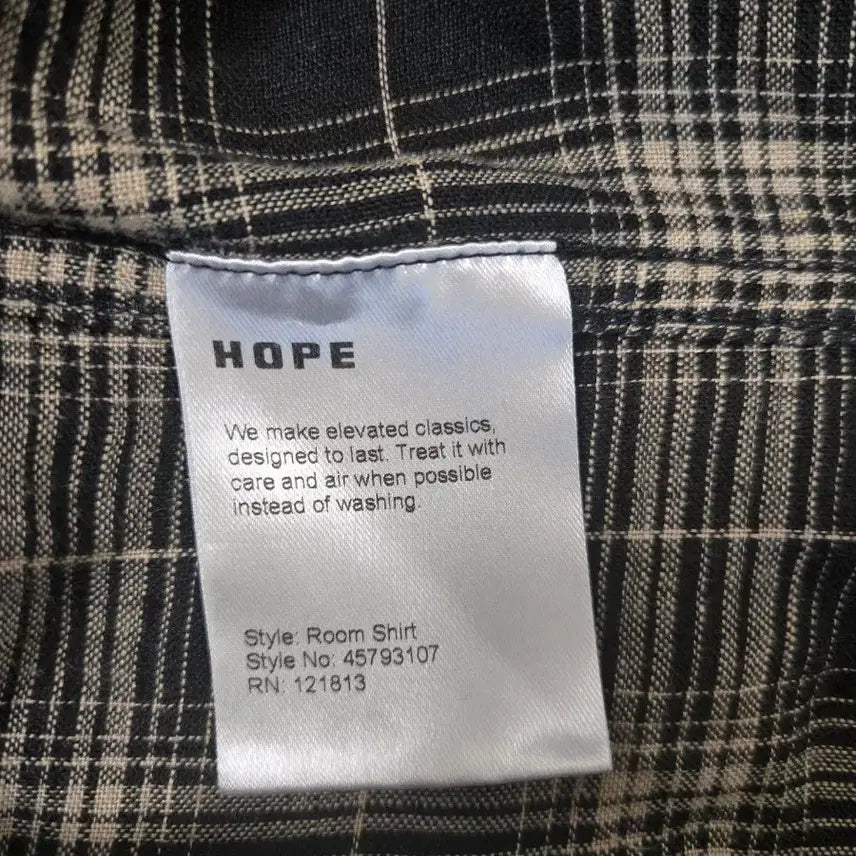 HOPE
We make elevated classics,
designed to last. Treat it with
care and air when possible
instead of washing.
Style: Room Shirt
Style No: 45793107
RN: 121813